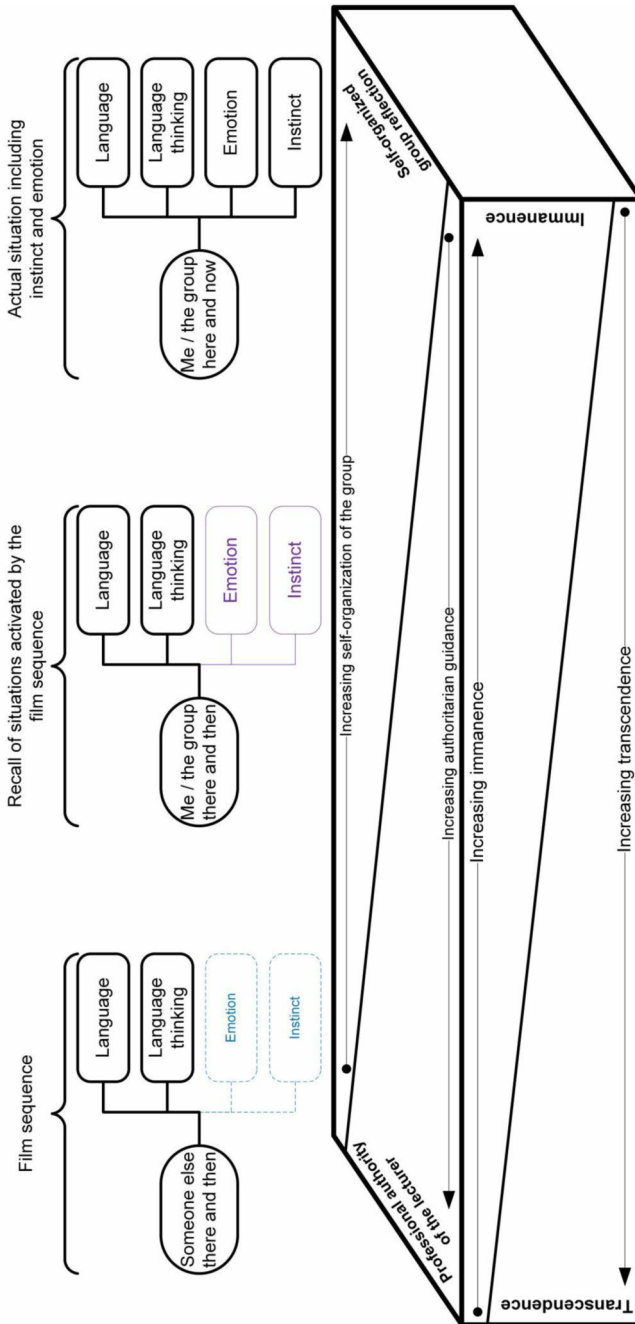 Film sequence
Someone else
there and then
Language
Language
thinking
Emotion
Instinct
Recall of situations activated by the
film sequence
Me / the group
there and then
Language
Language
thinking
Emotion
Instinct
Actual situation including
instinct and emotion
Me / the group
here and now
Language
Language
thinking
Emotion
Instinct
Increasing self-organization of the group
Self-organized
group reflection
Professional authority
of the lecturer
Increasing authoritarian guidance
Increasing immanence
Immanence
Transcendence
Increasing transcendence